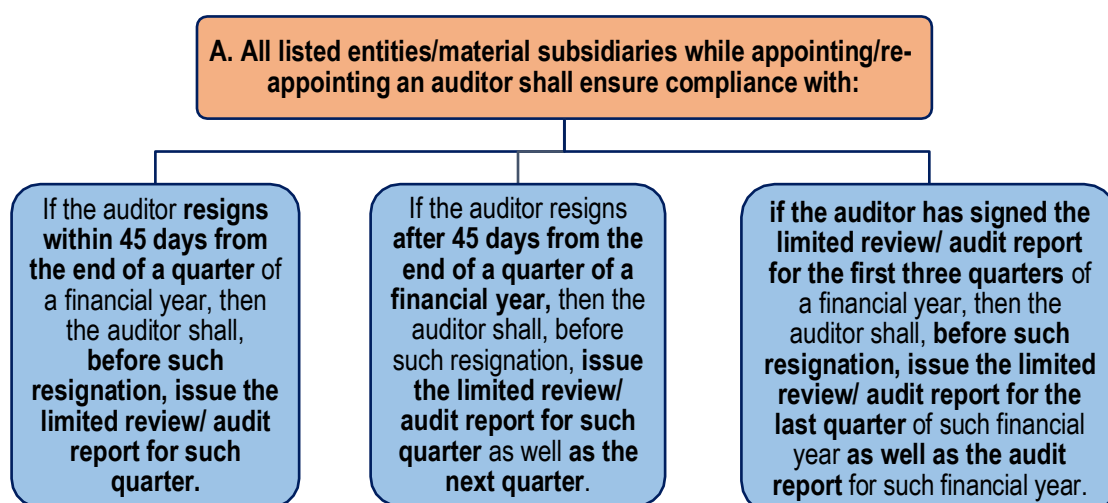 A. All listed entities/material subsidiaries while appointing/re-
appointing an auditor shall ensure compliance with:
If the auditor resigns
within 45 days from
the end of a quarter of
a financial year, then
the auditor shall,
before such
resignation, issue the
limited review/ audit
report for such
quarter.
If the auditor resigns
after 45 days from the
end of a quarter of a
financial year, then the
auditor shall, before
such resignation, issue
the limited review/
audit report for such
quarter as well as the
next quarter.
if the auditor has signed the
limited review/ audit report
for the first three quarters of
a financial year, then the
auditor shall, before such
resignation, issue the limited
review/ audit report for the
last quarter of such financial
year as well as the audit
report for such financial year.